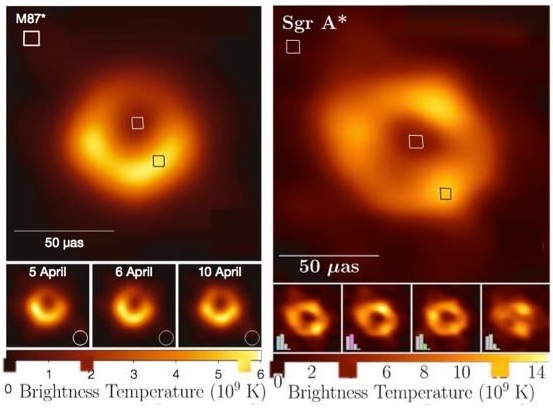 M87*
Sgr A*
50 μas
50 μas
5 April
6 April
10 April
0 1 2 3 4 5 6
Brightness Temperature (10⁹ K)
0 2 6 8 10 14
Brightness Temperature (10⁹ K)